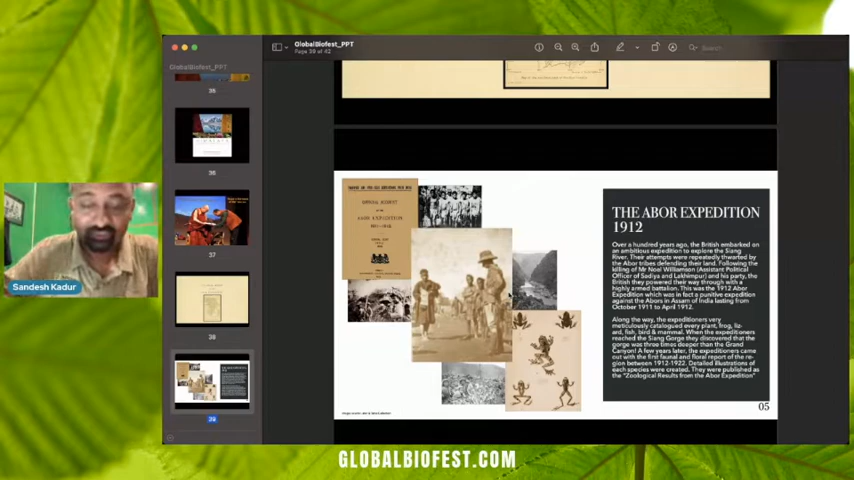 GlobalBiofest_PPT
Page 39 of 42
Search
GlobalBiofest_PPT
36
37
38
39
THE ABOR EXPEDITION
1912
Over a hundred years ago, the British embarked on
an ambitious expedition to explore the Siang
River. Their attempts were repeatedly thwarted by
the Abor tribes defending their land. Following the
killing of Mr Noel Williamson (Assistant Political
Officer of Sadiya and Lakhimpur) and his party, the
British they powered their way through with a
highly armed battalion. This was the 1912 Abor
Expedition which was in fact a punitive expedition
against the Abors in Assam of India lasting from
October 1911 to April 1912.
Along the way, the expeditioners very
meticulously catalogued every plant, frog, liz-
ard, fish, bird & mammal. When the expeditioners
reached the Siang Gorge they discovered that the
gorge was three times deeper than the Grand
Canyon! A few years later, the expeditioners came
out with the first faunal and floral report of the re-
gion between 1912-1922. Detailed illustrations of
each species were created. They were published as
the "Zoological Results from the Abor Expedition"
05
ABOR EXPEDITION
Sandesh Kadur
GLOBALBIOFEST.COM